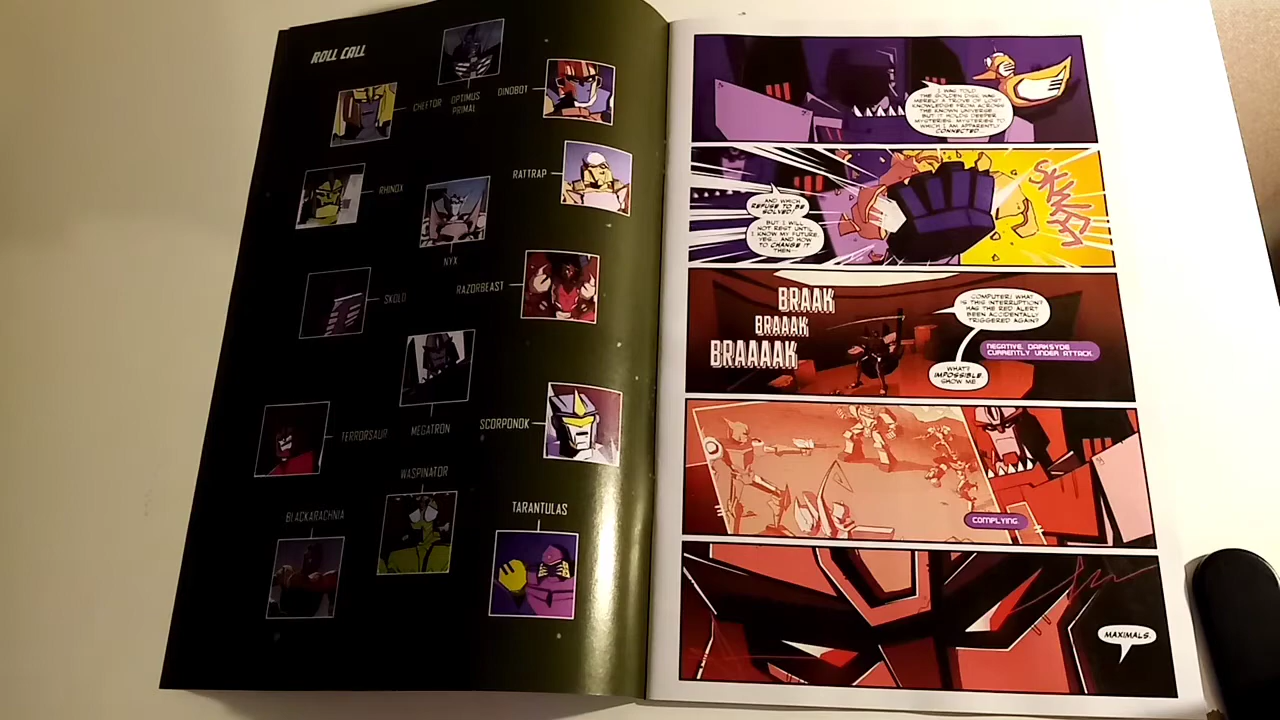 ROLL CALL
OPTIMUS
PRIMAL
CHEETOR
DINOBOT
RATTRAP
RHINOX
NYX
RAZORBEAST
SKOLD
MEGATRON
SCORPONOK
TERRORSAUR
WASPINATOR
BLACKARACHNIA
TARANTULAS
I WAS TOLD
THE GOLDEN DISK WAS
MERELY A TROVE OF LOST
KNOWLEDGE FROM ACROSS
THE KNOWN UNIVERSE.
BUT IT HOLDS DEEPER
MYSTERIES. MYSTERIES TO
WHICH I AM APPARENTLY
CONNECTED...
AND WHICH
REFUSE TO BE
SOLVED!
BUT I WILL
NOT REST UNTIL
I KNOW MY FUTURE.
YES... AND HOW
TO CHANGE IT
THEN--
BRAAK
BRAAAK
BRAAAAK
COMPUTER! WHAT
IS THIS INTERRUPTION?
HAS THE RED ALERT
BEEN ACCIDENTALLY
TRIGGERED AGAIN?
NEGATIVE. DARKSYDE
CURRENTLY UNDER ATTACK.
WHAT?
IMPOSSIBLE.
SHOW ME.
COMPLYING.
MAXIMALS.